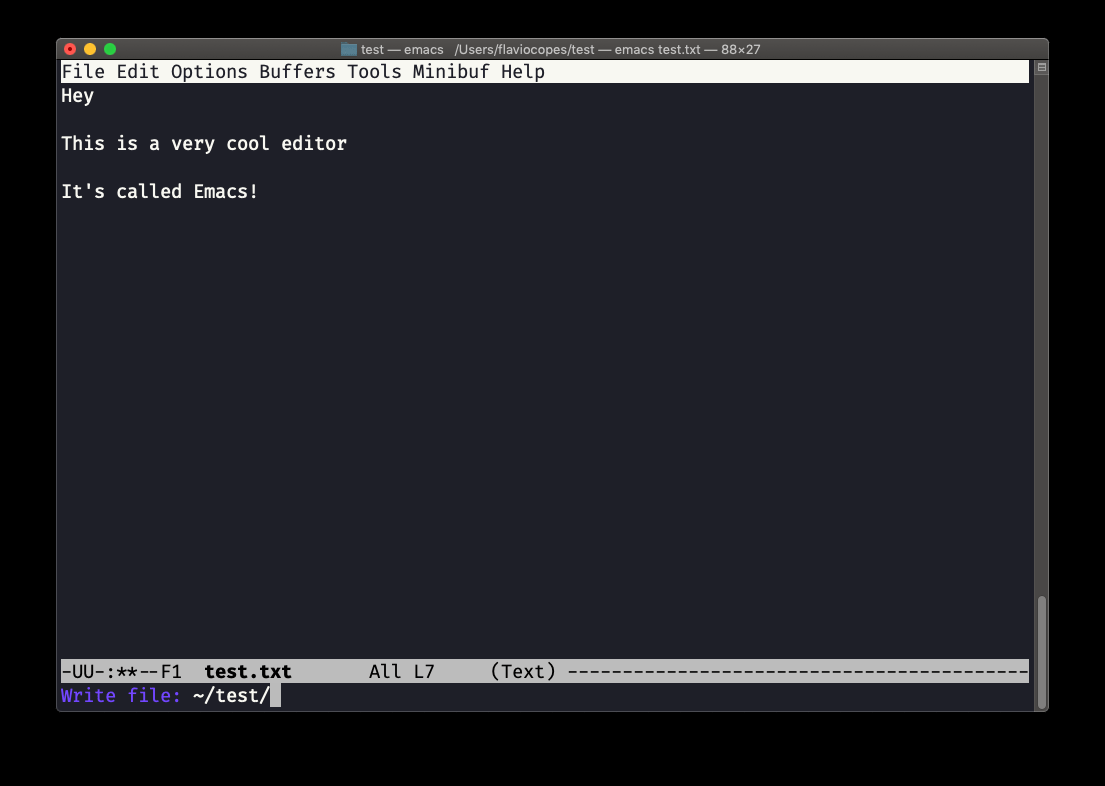 test — emacs /Users/flaviocopes/test — emacs test.txt — 88×27
File Edit Options Buffers Tools Minibuf Help
Hey
This is a very cool editor
It's called Emacs!
-UU-:**--F1  test.txt       All L7     (Text) ------------------------------------------
Write file: ~/test/